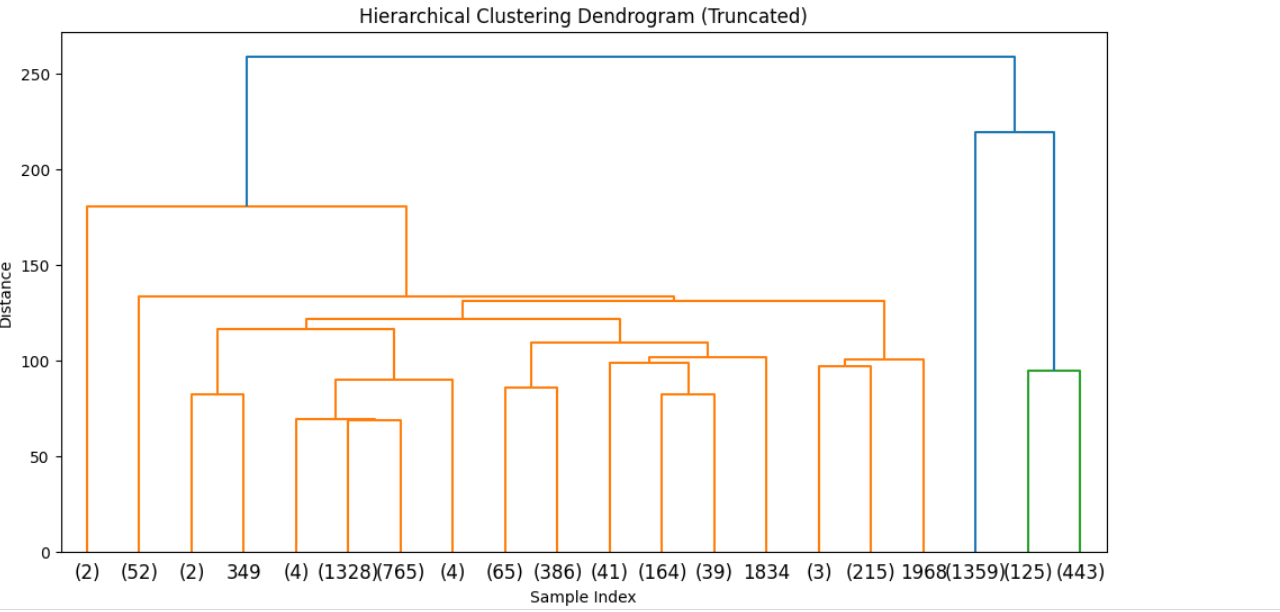 Hierarchical Clustering Dendrogram (Truncated)
250
200
150
100
50
0
Distance
(2) (52) (2) 349 (4) (1328) (765) (4) (65) (386) (41) (164) (39) 1834 (3) (215) 1968 (1359) (125) (443)
Sample Index